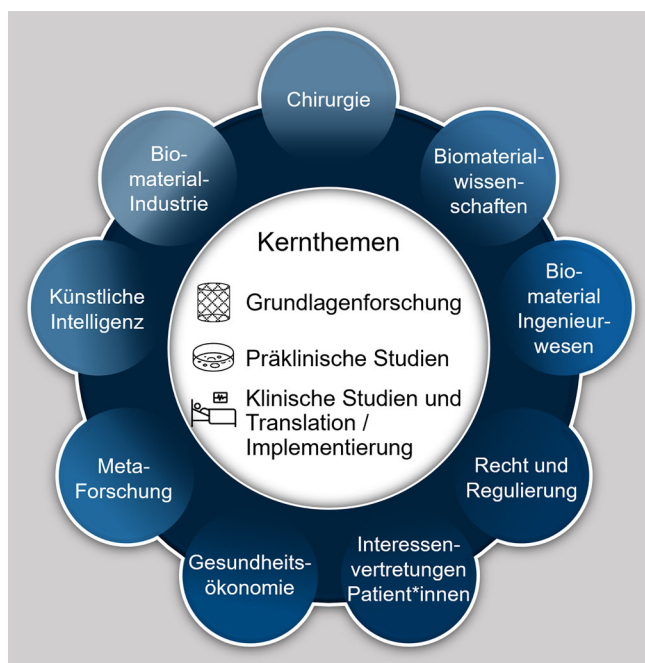 Chirurgie
Biomaterial-
wissen-
schaften
Bio-
material
Ingenieur-
wesen
Recht und
Regulierung
Interessen-
vertretungen
Patient*innen
Gesundheits-
ökonomie
Meta-
Forschung
Künstliche
Intelligenz
Bio-
material-
Industrie
Kernthemen
Grundlagenforschung
Präklinische Studien
Klinische Studien und
Translation /
Implementierung